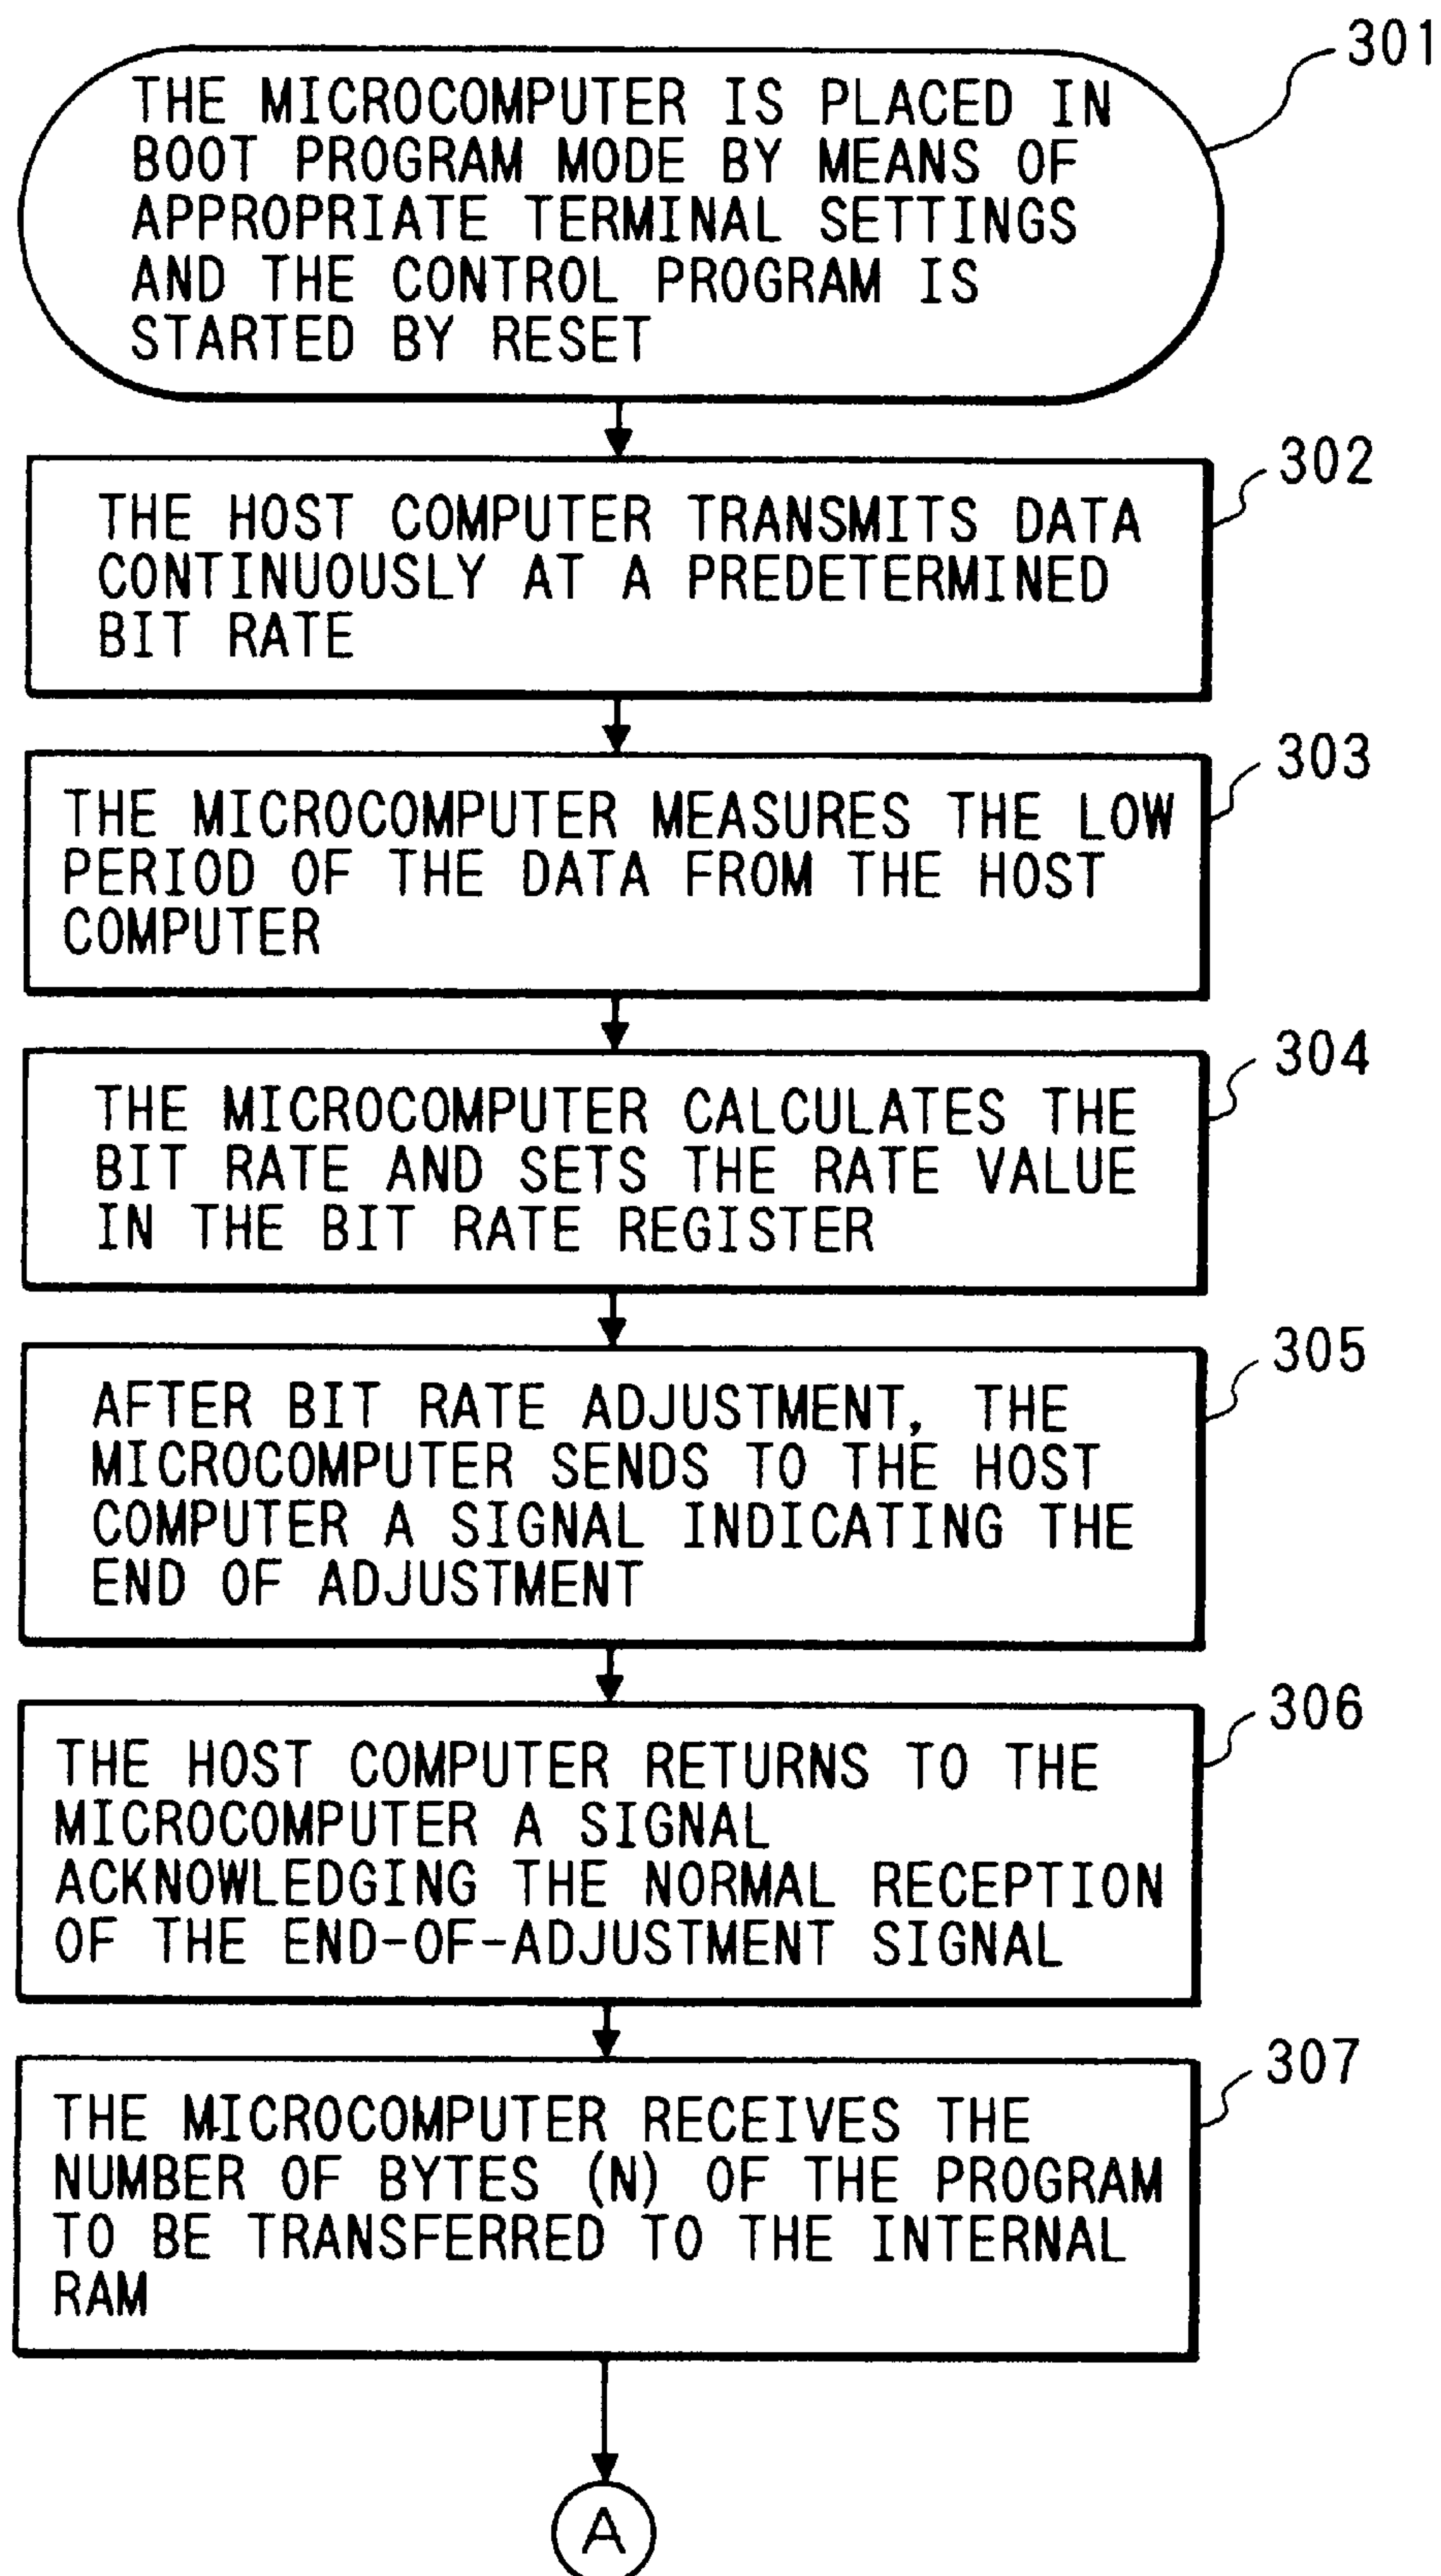 301
THE MICROCOMPUTER IS PLACED IN
BOOT PROGRAM MODE BY MEANS OF
APPROPRIATE TERMINAL SETTINGS
AND THE CONTROL PROGRAM IS
STARTED BY RESET
302
THE HOST COMPUTER TRANSMITS DATA
CONTINUOUSLY AT A PREDETERMINED
BIT RATE
303
THE MICROCOMPUTER MEASURES THE LOW
PERIOD OF THE DATA FROM THE HOST
COMPUTER
304
THE MICROCOMPUTER CALCULATES THE
BIT RATE AND SETS THE RATE VALUE
IN THE BIT RATE REGISTER
305
AFTER BIT RATE ADJUSTMENT, THE
MICROCOMPUTER SENDS TO THE HOST
COMPUTER A SIGNAL INDICATING THE
END OF ADJUSTMENT
306
THE HOST COMPUTER RETURNS TO THE
MICROCOMPUTER A SIGNAL
ACKNOWLEDGING THE NORMAL RECEPTION
OF THE END-OF-ADJUSTMENT SIGNAL
307
THE MICROCOMPUTER RECEIVES THE
NUMBER OF BYTES (N) OF THE PROGRAM
TO BE TRANSFERRED TO THE INTERNAL
RAM
A